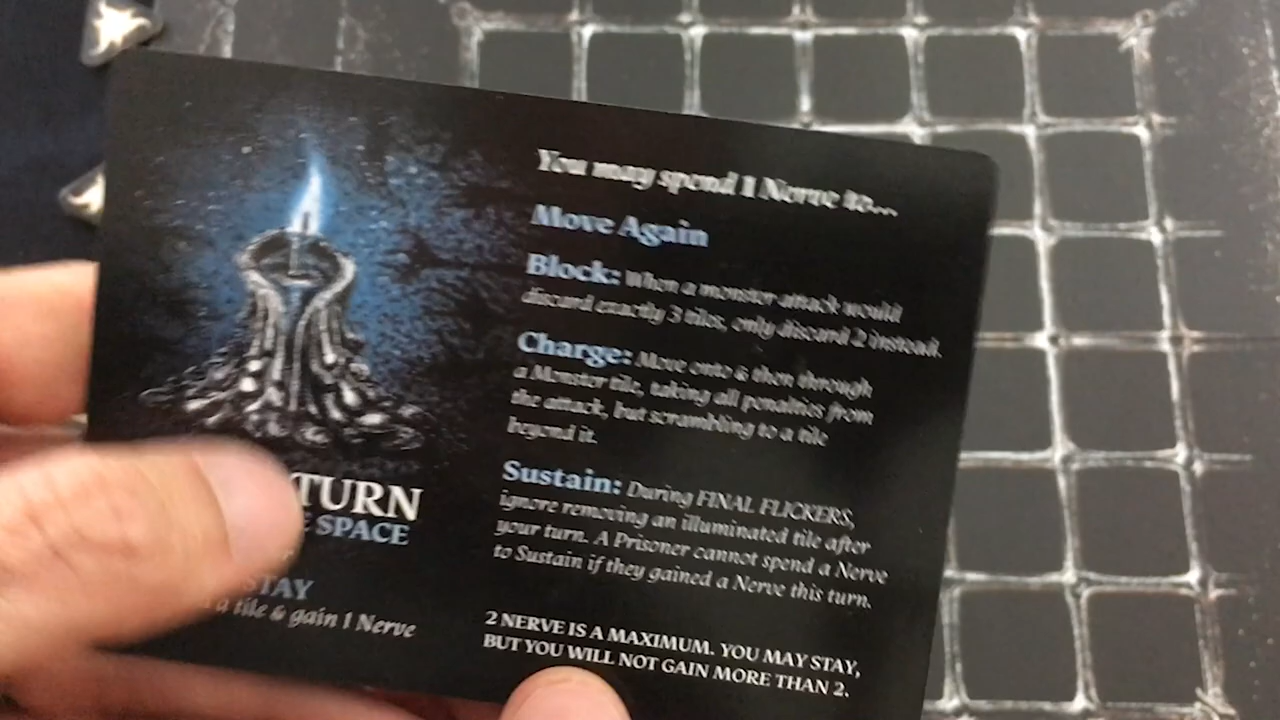 You may spend 1 Nerve to...
Move Again
Block: When a monster attack would
discard exactly 3 tiles, only discard 2 instead.
Charge: Move onto & then through
a Monster tile, taking all penalties from
the attack, but scrambling to a tile
beyond it.
Sustain: During FINAL FLICKERS,
ignore removing an illuminated tile after
your turn. A Prisoner cannot spend a Nerve
to Sustain if they gained a Nerve this turn.
2 NERVE IS A MAXIMUM. YOU MAY STAY,
BUT YOU WILL NOT GAIN MORE THAN 2.
TURN
SPACE
STAY
a tile & gain 1 Nerve